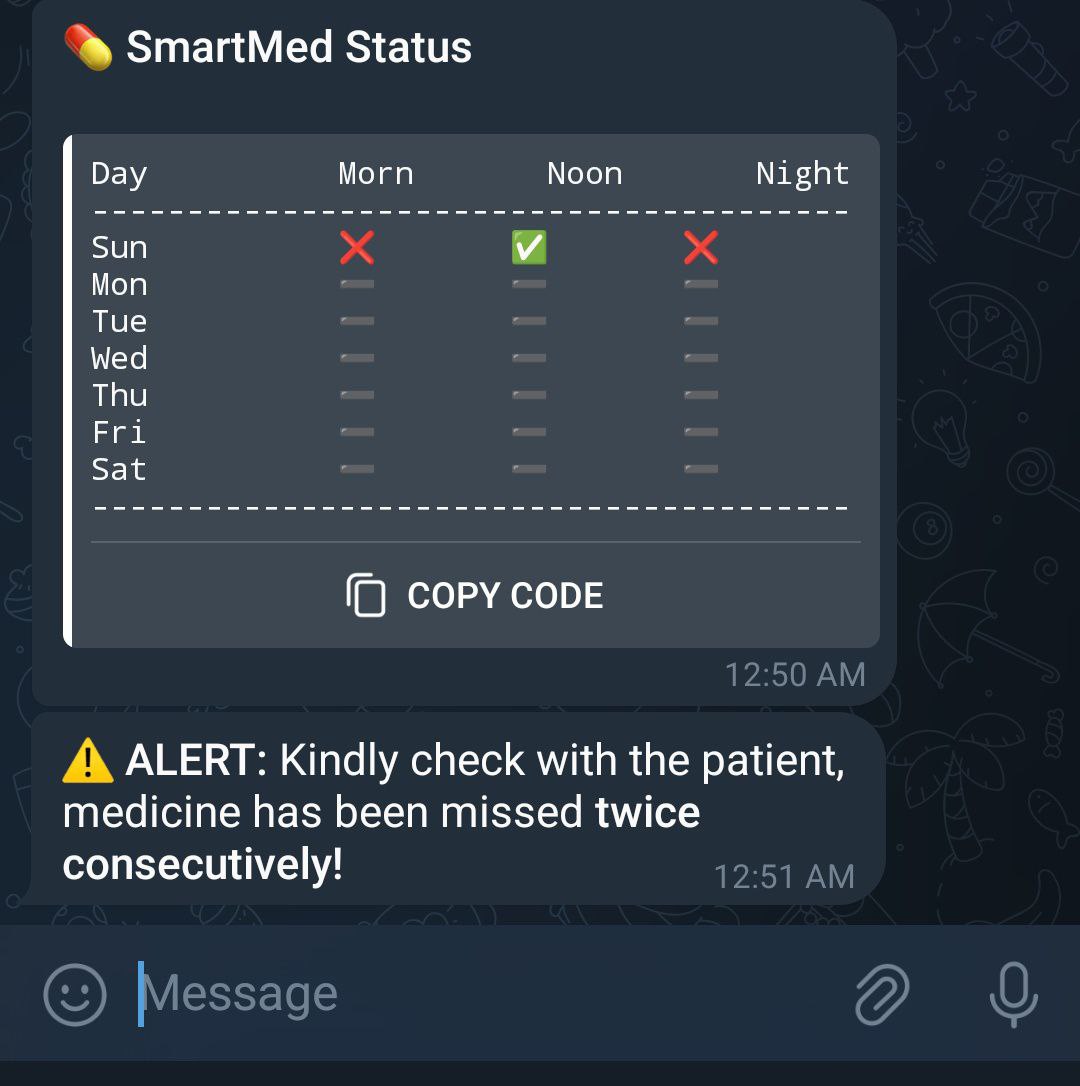 💊 SmartMed Status
Day Morn Noon Night
----------------------------------------
Sun ❌ ✅ ❌
Mon ➖ ➖ ➖
Tue ➖ ➖ ➖
Wed ➖ ➖ ➖
Thu ➖ ➖ ➖
Fri ➖ ➖ ➖
Sat ➖ ➖ ➖
----------------------------------------
COPY CODE
12:50 AM
⚠️ ALERT: Kindly check with the patient,
medicine has been missed twice
consecutively!
12:51 AM
Message